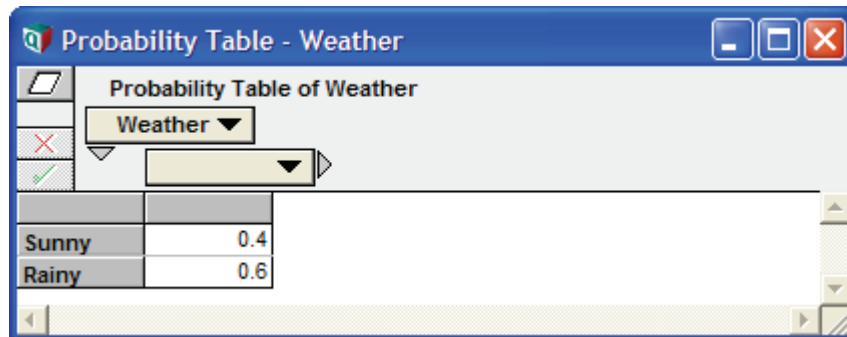 Probability Table - Weather
Probability Table of Weather
Weather
Sunny 0.4
Rainy 0.6